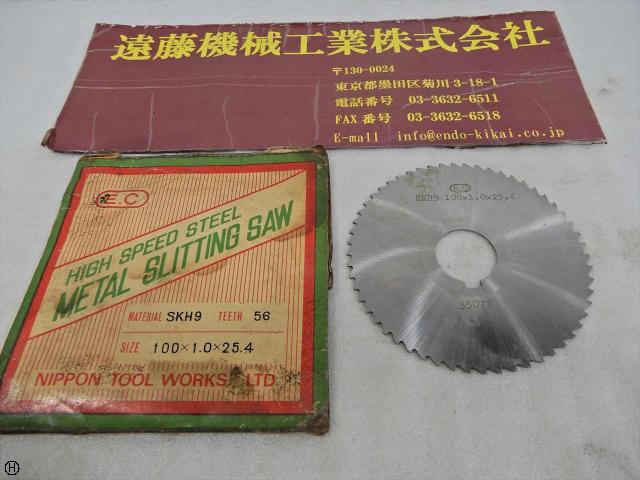 遠藤機械工業株式会社
〒130-0024
東京都墨田区菊川 3-18-1
電話番号 03-3632-6511
FAX番号 03-3632-6518
E-mail info@endo-kikai.co.jp
E.C
HIGH SPEED STEEL
METAL SLITTING SAW
MATERIAL SKH9 TEETH 56
SIZE 100×1.0×25.4
NIPPON TOOL WORKS, LTD.
E.C
SKH9 100×1.0×25.4
35077
H